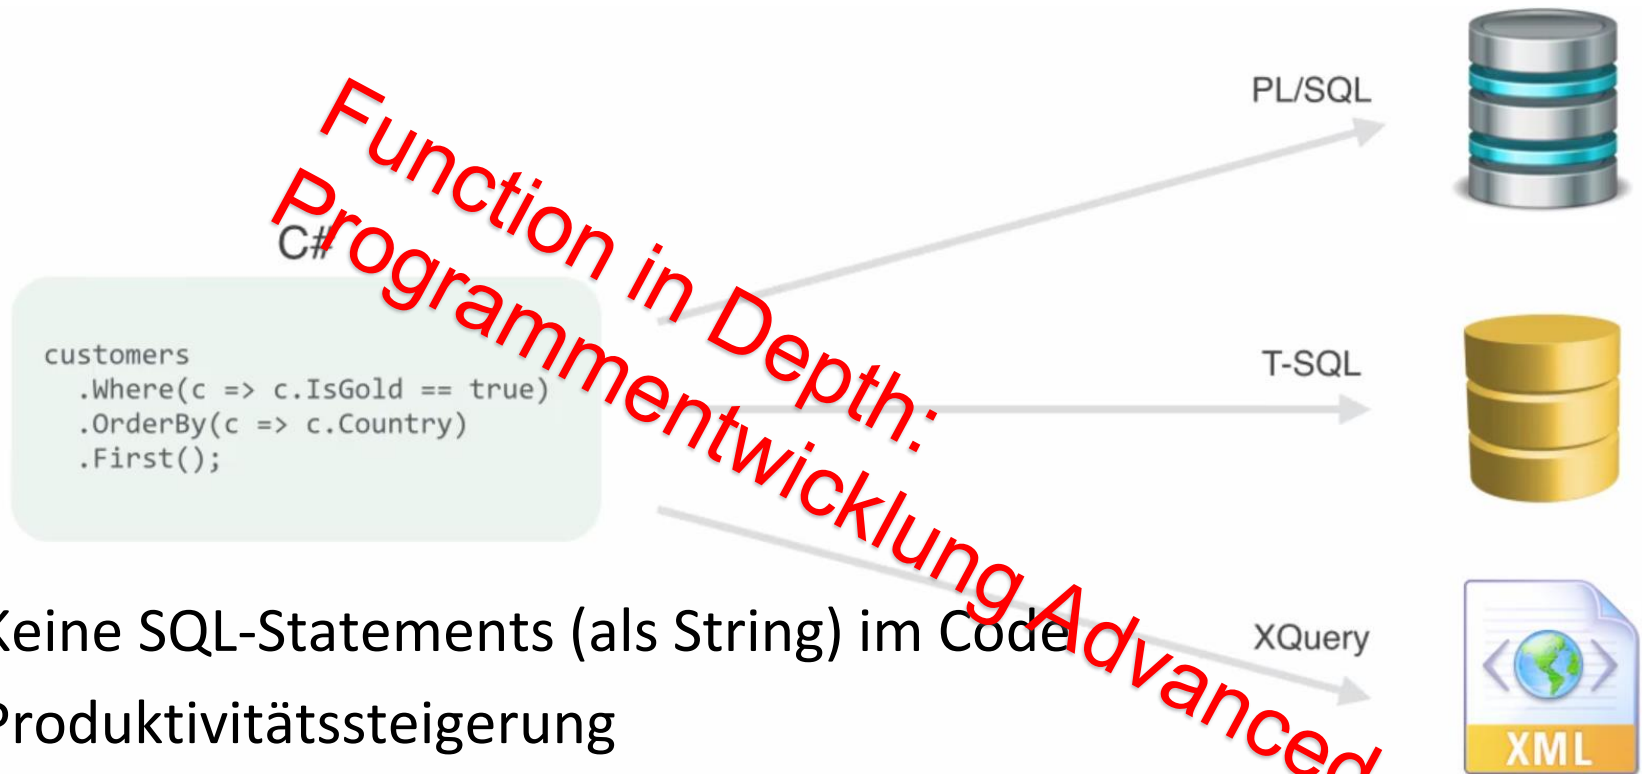 PL/SQL
Function in Depth:
Programmentwicklung Advanced
C#
customers
.Where(c => c.IsGold == true)
.OrderBy(c => c.Country)
.First();
T-SQL
Keine SQL-Statements (als String) im Code
XQuery
Produktivitätssteigerung
XML